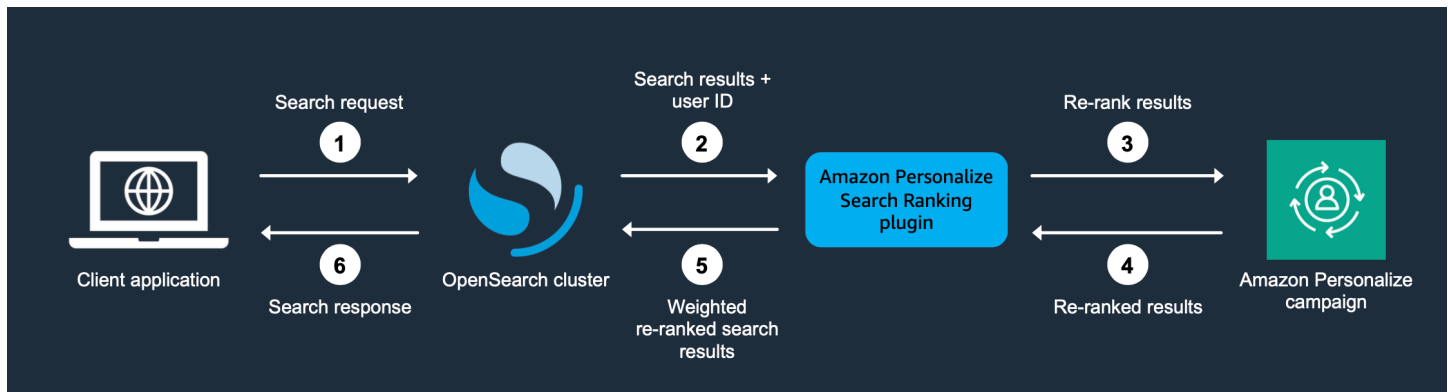 Search request
1
Search results +
user ID
2
Re-rank results
3
Client application
OpenSearch cluster
Amazon Personalize
Search Ranking
plugin
Amazon Personalize
campaign
6
Search response
5
Weighted
re-ranked search
results
4
Re-ranked results